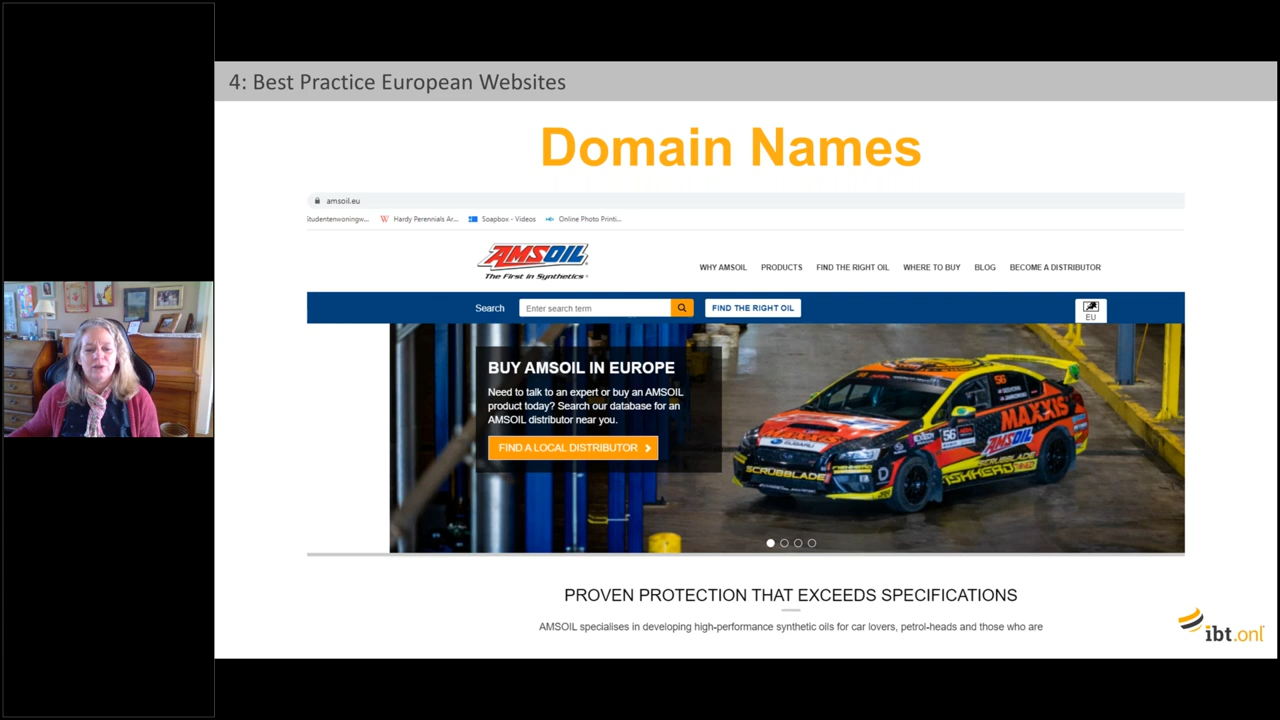 4: Best Practice European Websites
Domain Names
amsoil.eu
Studentenwoningw...
Hardy Perennials Ar...
Soapbox - Videos
Online Photo Printi...
AMSOIL
The First in Synthetics®
WHY AMSOIL PRODUCTS FIND THE RIGHT OIL WHERE TO BUY BLOG BECOME A DISTRIBUTOR
Search
Enter search term
FIND THE RIGHT OIL
EU
BUY AMSOIL IN EUROPE
Need to talk to an expert or buy an AMSOIL
product today? Search our database for an
AMSOIL distributor near you.
FIND A LOCAL DISTRIBUTOR
56
MAXXIS
SUBARU
56
AMSOIL
SCRUBBLADE
SCRUBBLADE
PROVEN PROTECTION THAT EXCEEDS SPECIFICATIONS
AMSOIL specialises in developing high-performance synthetic oils for car lovers, petrol-heads and those who are
ibt.onl